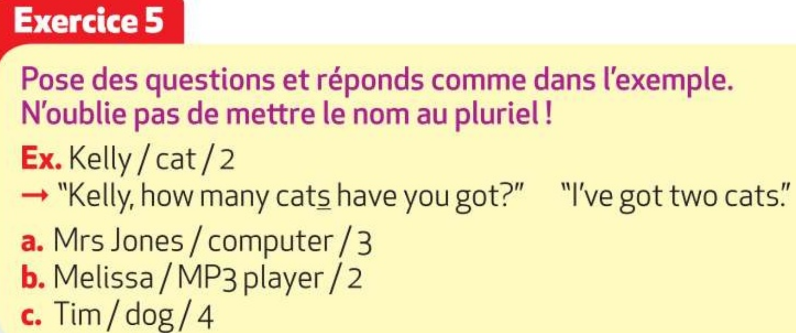 Exercice 5
Pose des questions et réponds comme dans l'exemple.
N'oublie pas de mettre le nom au pluriel !
Ex. Kelly / cat / 2
→ "Kelly, how many cats have you got?" "I've got two cats."
a. Mrs Jones / computer / 3
b. Melissa / MP3 player / 2
c. Tim / dog / 4